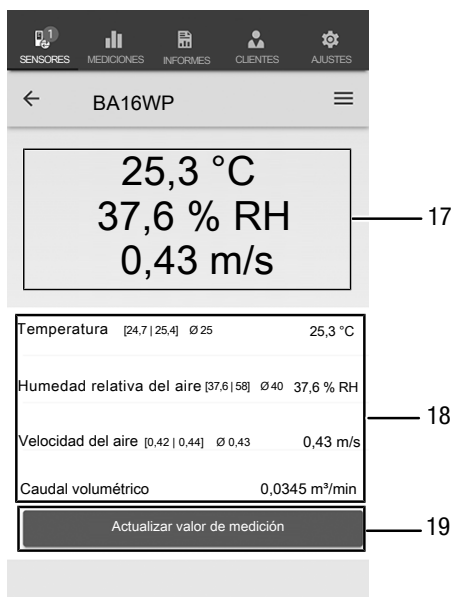 1
SENSORES MEDICIONES INFORMES CLIENTES AJUSTES
BA16WP
25,3 °C
37,6 % RH
0,43 m/s
17
Temperatura [24,7 | 25,4] Ø 25 25,3 °C
Humedad relativa del aire [37,6 | 58] Ø 40 37,6 % RH
18
Velocidad del aire [0,42 | 0,44] Ø 0,43 0,43 m/s
Caudal volumétrico 0,0345 m³/min
Actualizar valor de medición 19